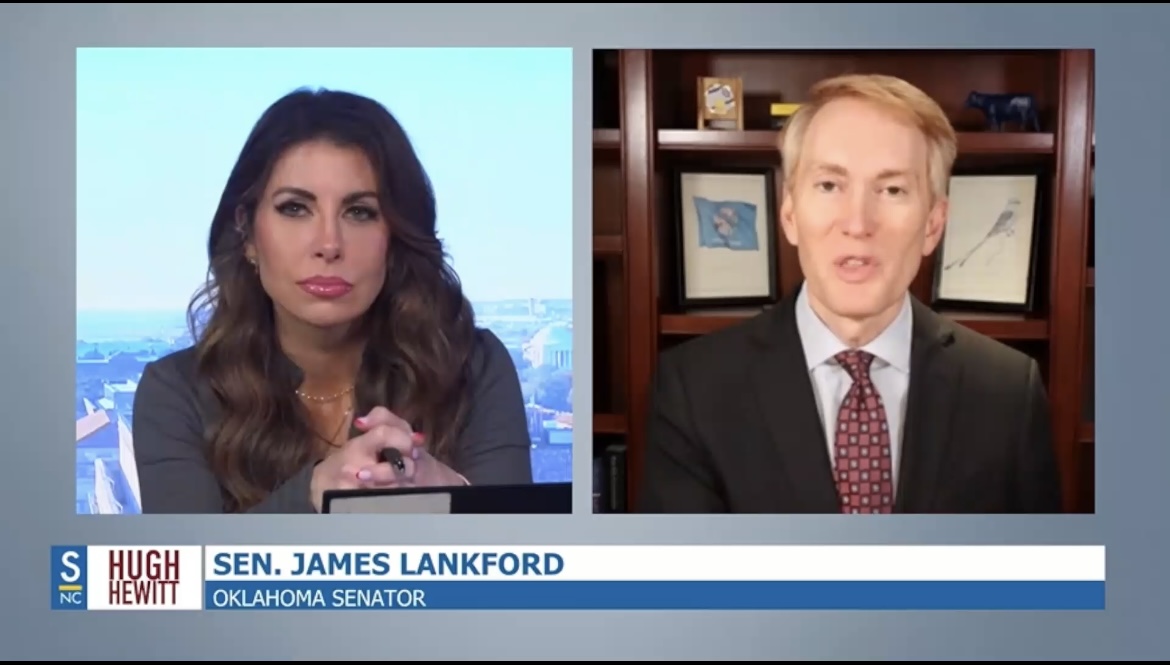 S
NC
HUGH
HEWITT
SEN. JAMES LANKFORD
OKLAHOMA SENATOR